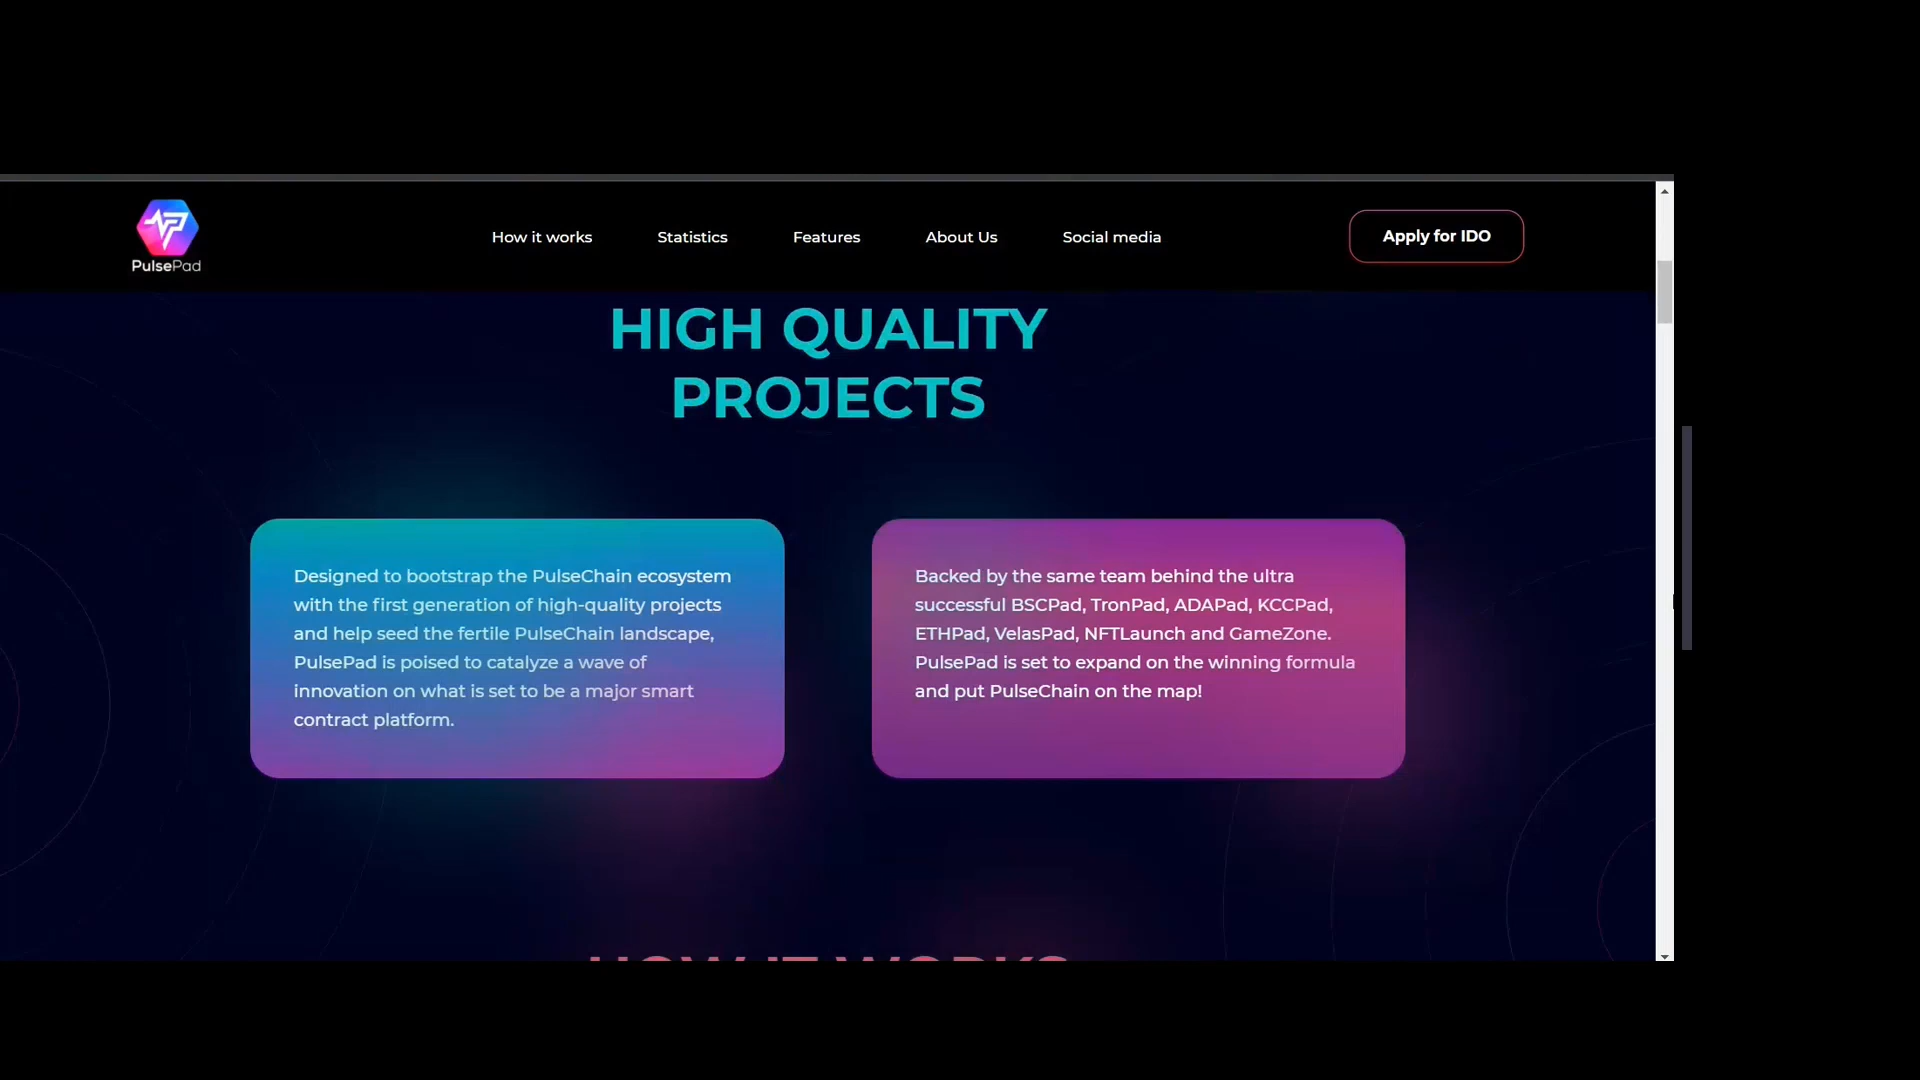 PulsePad
How it works
Statistics
Features
About Us
Social media
Apply for IDO
HIGH QUALITY
PROJECTS
Designed to bootstrap the PulseChain ecosystem
with the first generation of high-quality projects
and help seed the fertile PulseChain landscape,
PulsePad is poised to catalyze a wave of
innovation on what is set to be a major smart
contract platform.
Backed by the same team behind the ultra
successful BSCPad, TronPad, ADAPad, KCCPad,
ETHPad, VelasPad, NFTLaunch and GameZone.
PulsePad is set to expand on the winning formula
and put PulseChain on the map!
HOW IT WORKS